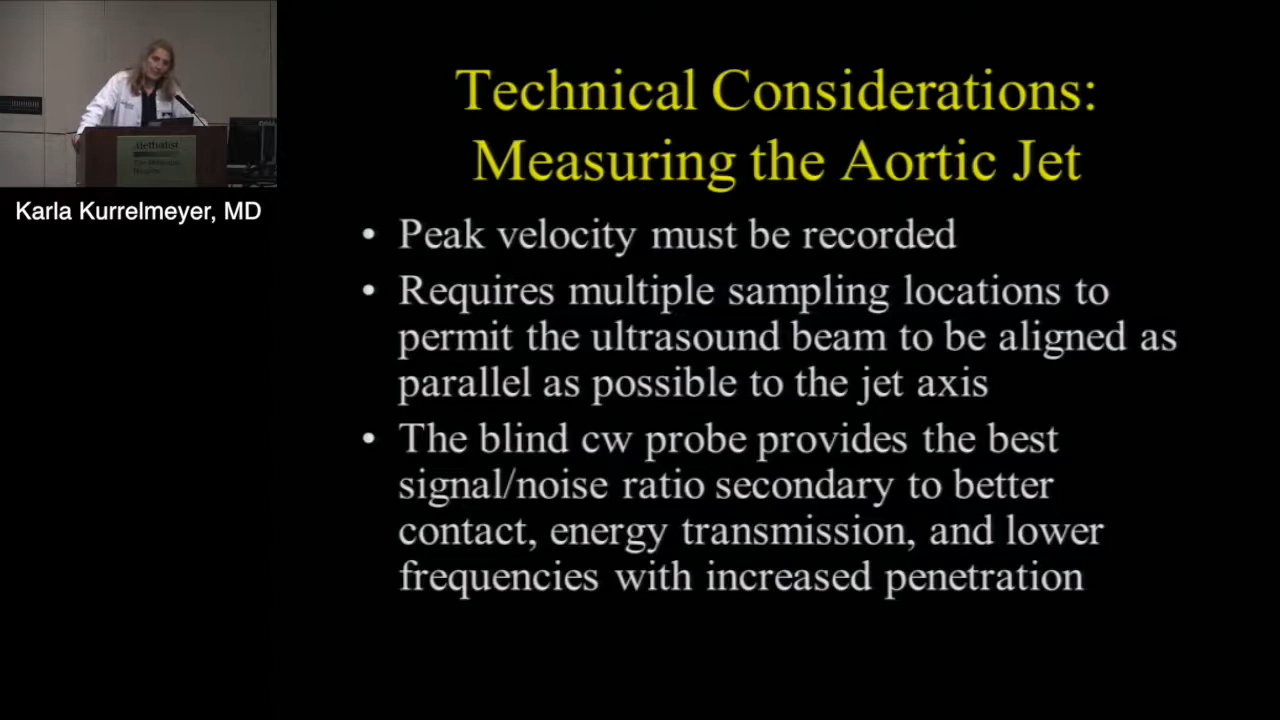 Technical Considerations:
Measuring the Aortic Jet
Methodist
Karla Kurrelmeyer, MD
• Peak velocity must be recorded
• Requires multiple sampling locations to
permit the ultrasound beam to be aligned as
parallel as possible to the jet axis
• The blind cw probe provides the best
signal/noise ratio secondary to better
contact, energy transmission, and lower
frequencies with increased penetration